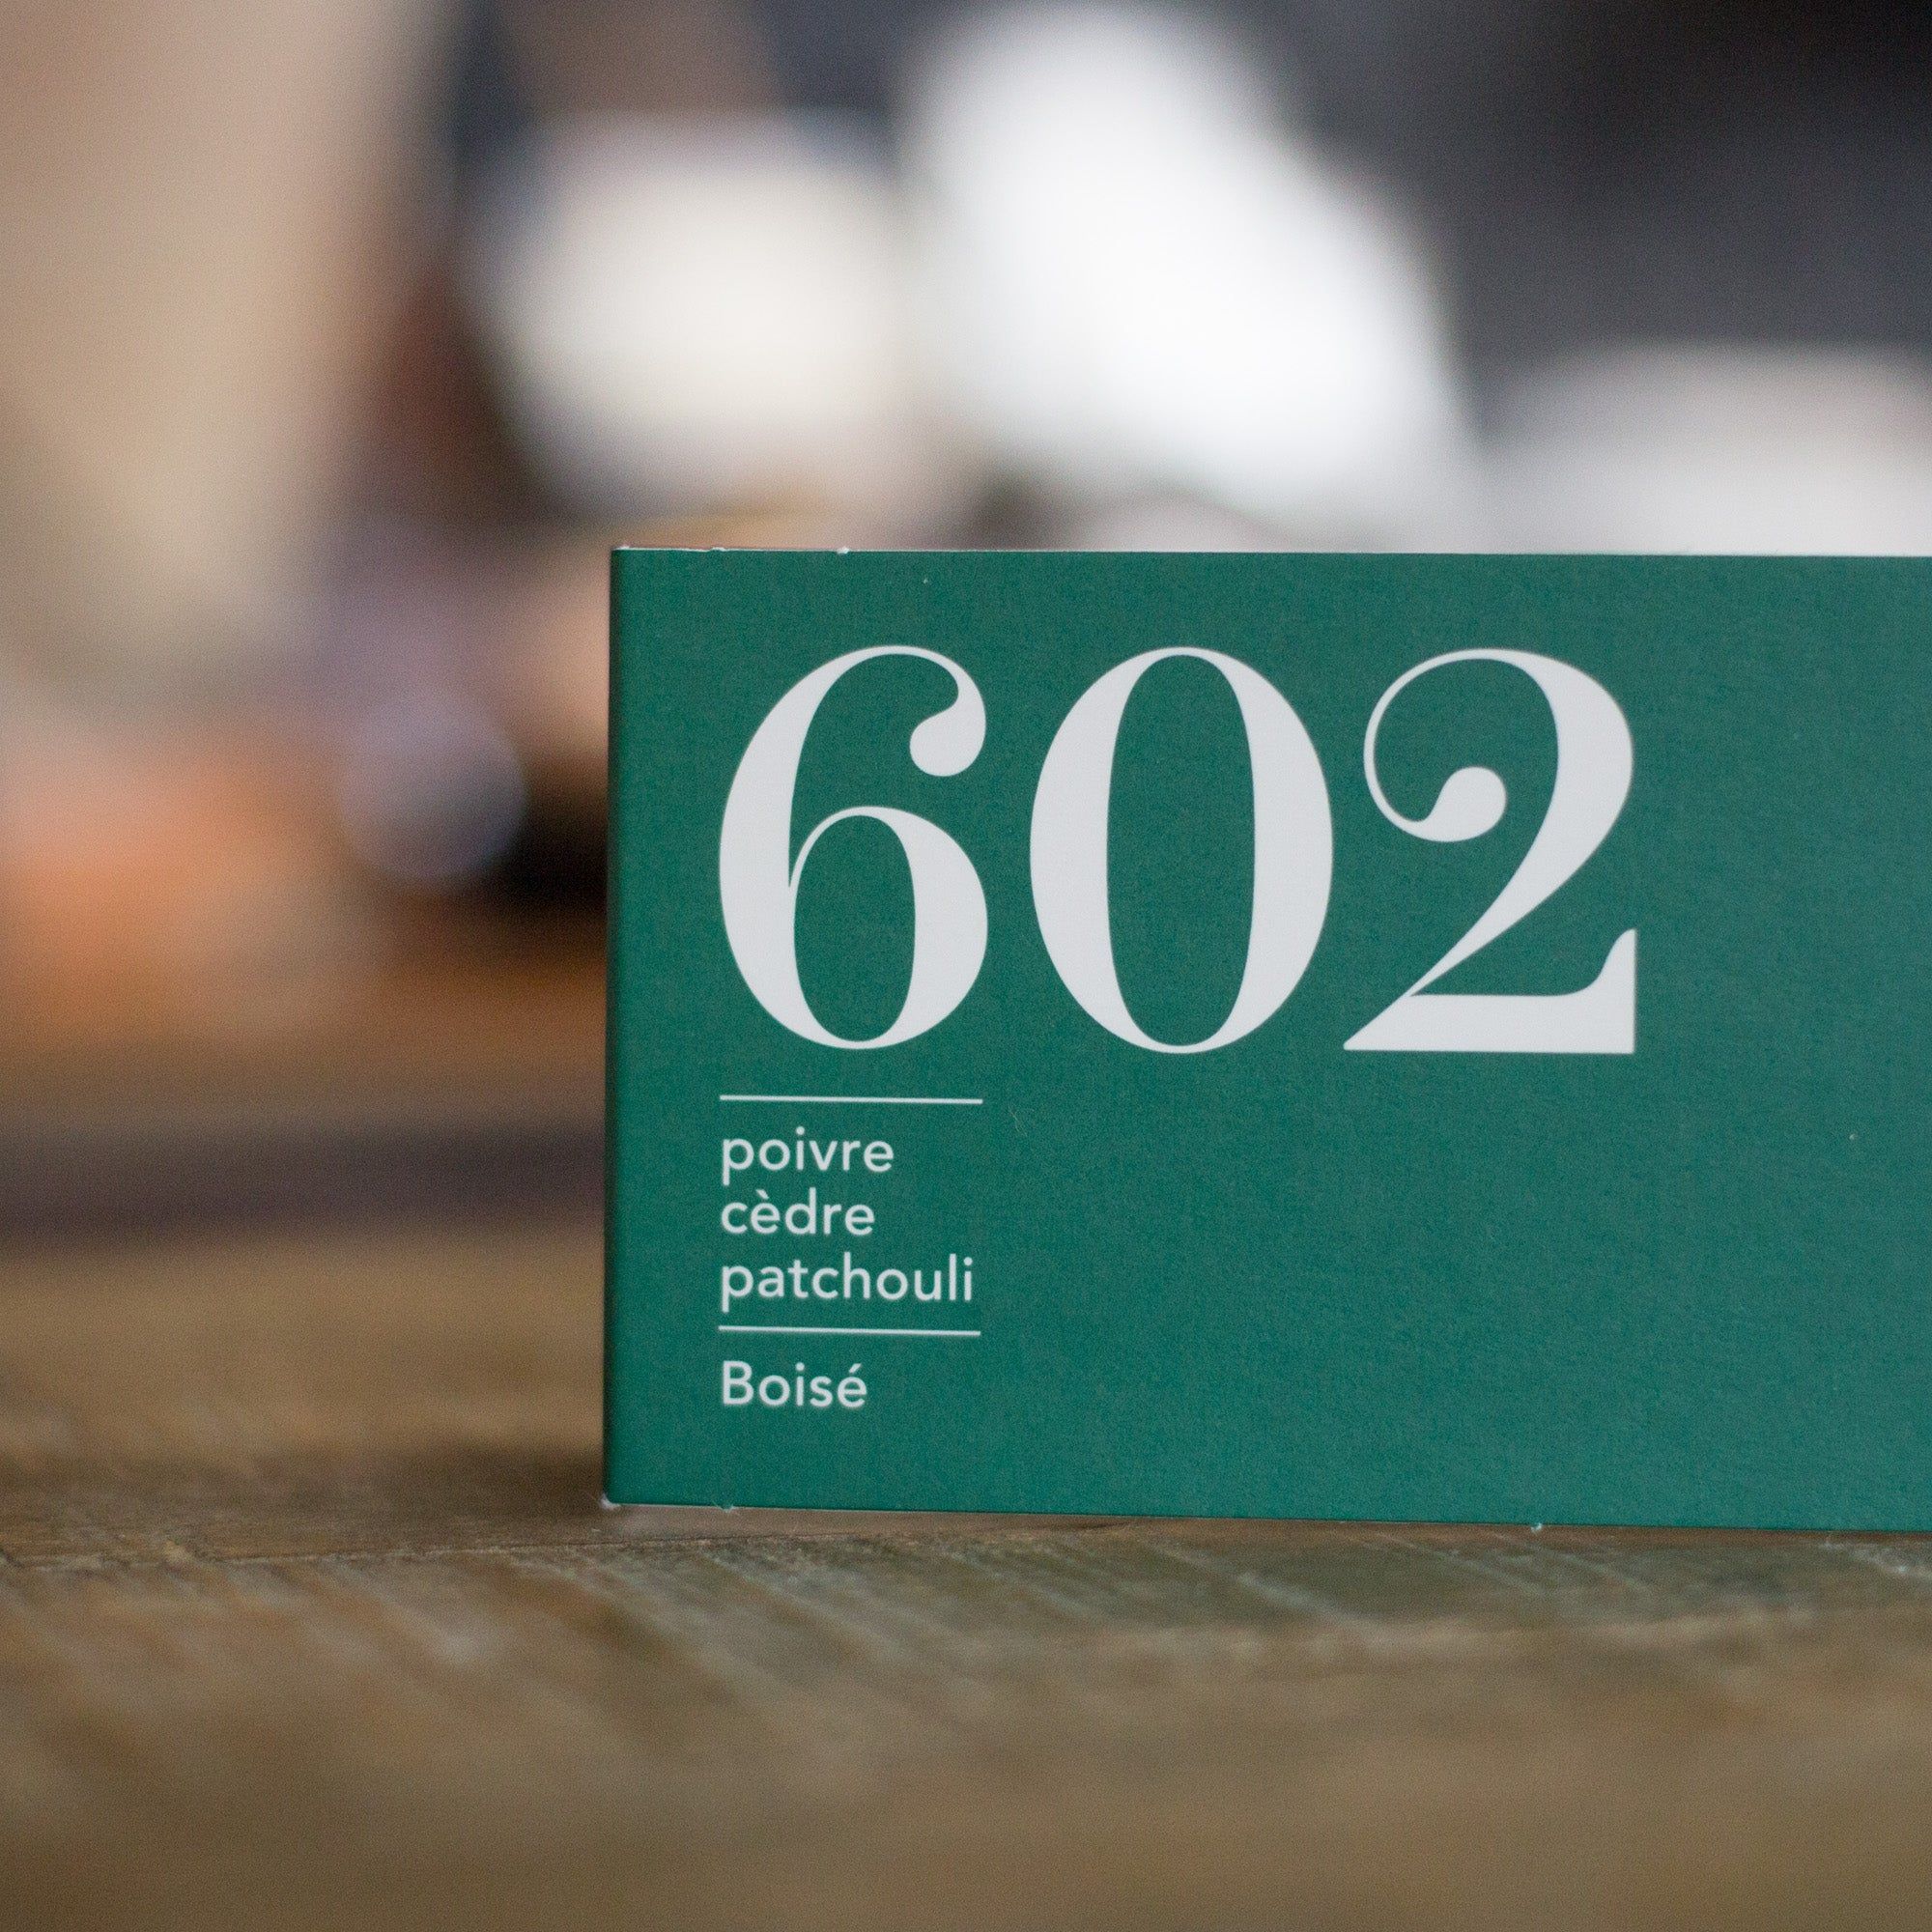 602
poivre
cèdre
patchouli
Boisé